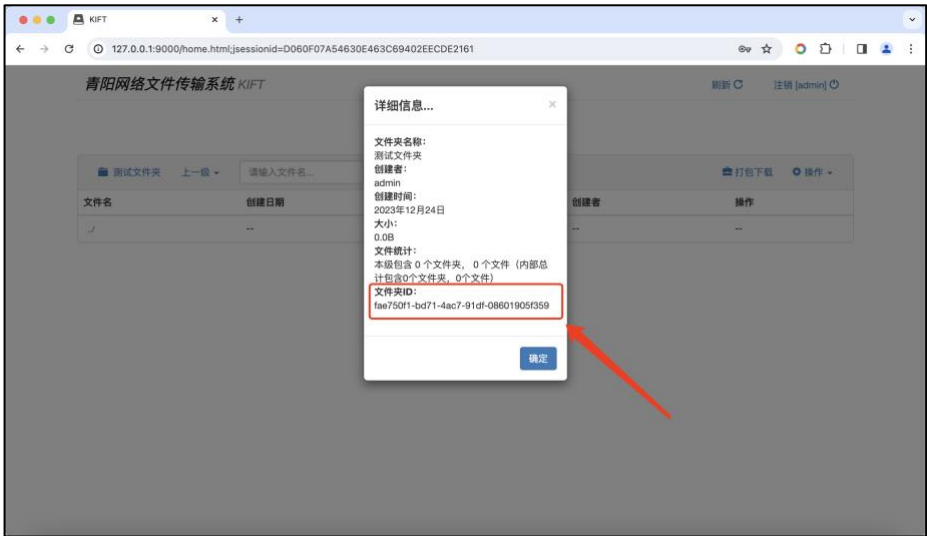 KIFT
127.0.0.1:9000/home.html;jsessionid=D060F07A54630E463C69402EECDE2161
青阳网络文件传输系统 KIFT
刷新
注销 [admin]
详细信息...
×
文件夹名称：
测试文件夹
创建者：
admin
创建时间：
2023年12月24日
大小：
0.0B
文件统计：
本级包含 0 个文件夹， 0 个文件（内部总
计包含0个文件夹，0个文件）
文件夹ID：
fae750f1-bd71-4ac7-91df-08601905f359
确定
测试文件夹
上一级
请输入文件名...
打包下载
操作
文件名
创建日期
创建者
操作
../
--
--
--